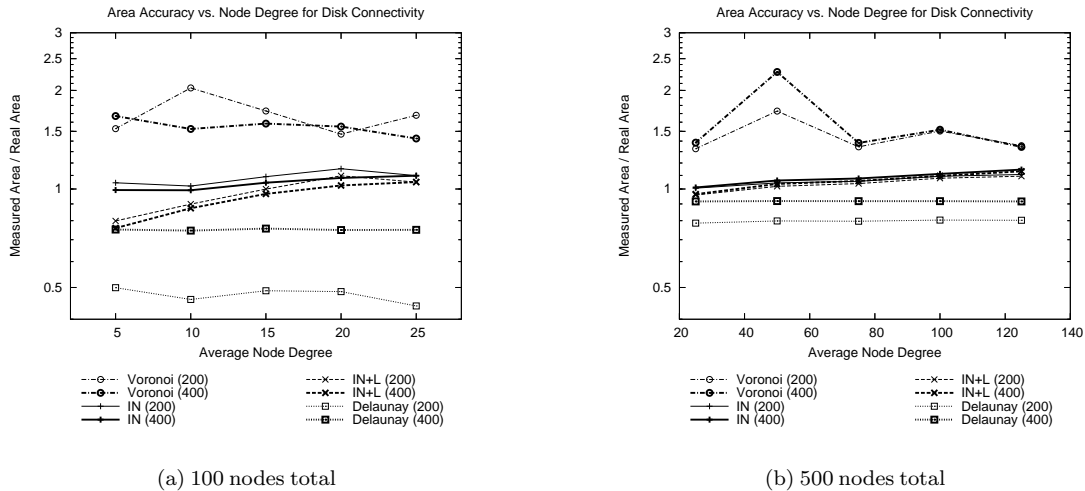 Area Accuracy vs. Node Degree for Disk Connectivity
3
2.5
2
1.5
1
0.5
Measured Area / Real Area
5 10 15 20 25
Average Node Degree
Voronoi (200)
Voronoi (400)
IN (200)
IN (400)
IN+L (200)
IN+L (400)
Delaunay (200)
Delaunay (400)
(a) 100 nodes total
Area Accuracy vs. Node Degree for Disk Connectivity
3
2.5
2
1.5
1
0.5
Measured Area / Real Area
20 40 60 80 100 120 140
Average Node Degree
Voronoi (200)
Voronoi (400)
IN (200)
IN (400)
IN+L (200)
IN+L (400)
Delaunay (200)
Delaunay (400)
(b) 500 nodes total